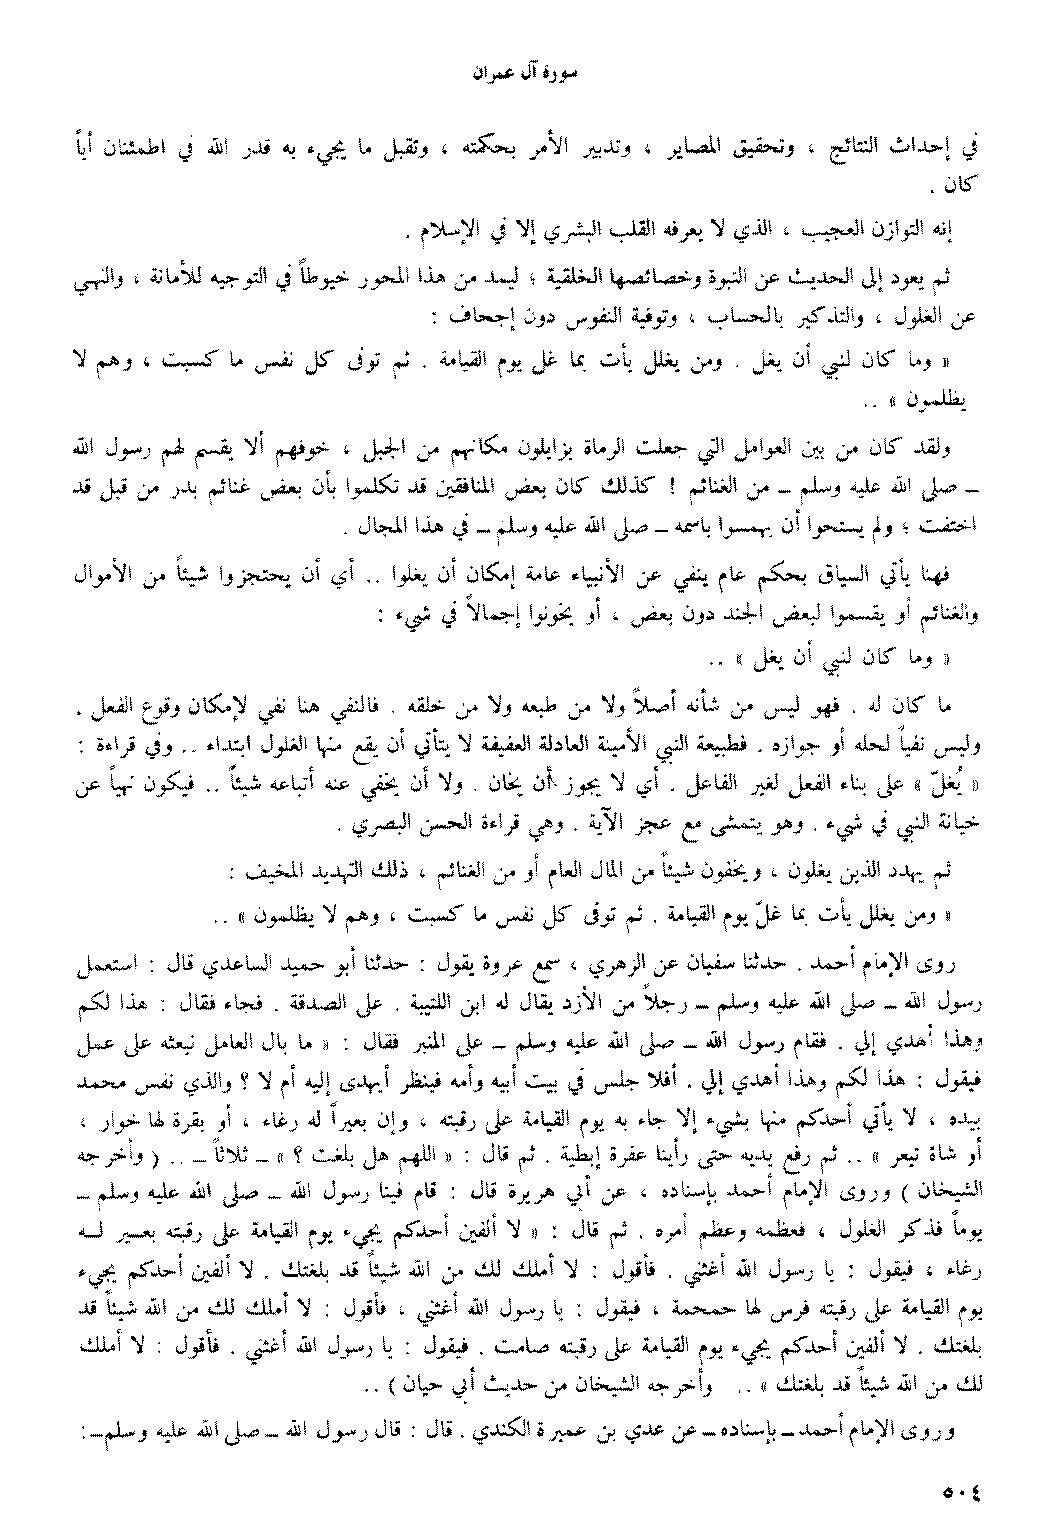 سورة آل عمران
في إحداث النتائج ، وتحقيق المصاير ، وتدبير الأمر بحكمته ، وتقبل ما يجيء به قدر الله في اطمئنان أياً
كان .
إنه التوازن العجيب ، الذي لا يعرفه القلب البشري إلا في الإسلام .
ثم يعود إلى الحديث عن النبوة وخصائصها الخلقية ؛ ليمد من هذا المحور خيوطاً في التوجيه للأمانة ، والنهي
عن الغلول ، والتذكير بالحساب ، وتوفية النفوس دون إجحاف :
« وما كان لنبي أن يغل . ومن يغلل يأت بما غل يوم القيامة . ثم توفى كل نفس ما كسبت ، وهم لا
يظلمون » ..
ولقد كان من بين العوامل التي جعلت الرماة يزايلون مكانهم من الجبل ، خوفهم ألا يقسم لهم رسول الله
– صلى الله عليه وسلم – من الغنائم ! كذلك كان بعض المنافقين قد تكلموا بأن بعض غنائم بدر من قبل قد
اختفت ؛ ولم يستحوا أن يهمسوا باسمه – صلى الله عليه وسلم – في هذا المجال .
فهنا يأتي السياق بحكم عام ينفي عن الأنبياء عامة إمكان أن يغلوا .. أي أن يحتجزوا شيئاً من الأموال
والغنائم أو يقسموا لبعض الجند دون بعض ، أو يخونوا إجمالاً في شيء :
« وما كان لنبي أن يغل » ..
ما كان له . فهو ليس من شأنه أصلاً ولا من طبعه ولا من خلقه . فالنفي هنا نفي لإمكان وقوع الفعل .
وليس نفياً لحله أو جوازه . فطبيعة النبي الأمينة العادلة العفيفة لا يتأتي أن يقع منها الغلول ابتداء .. وفي قراءة :
« يُغلّ » على بناء الفعل لغير الفاعل . أي لا يجوز أن يخان . ولا أن يخفي عنه أتباعه شيئاً .. فيكون نهياً عن
خيانة النبي في شيء . وهو يتمشى مع عجز الآية . وهي قراءة الحسن البصري .
ثم يهدد الذين يغلون ، ويخفون شيئاً من المال العام أو من الغنائم ، ذلك التهديد المخيف :
« ومن يغلل يأت بما غلّ يوم القيامة . ثم توفى كل نفس ما كسبت ، وهم لا يظلمون » ..
روى الإمام أحمد . حدثنا سفيان عن الزهري ، سمع عروة يقول : حدثنا أبو حميد الساعدي قال : استعمل
رسول الله – صلى الله عليه وسلم – رجلاً من الأزد يقال له ابن اللتيبة . على الصدقة . فجاء فقال : هذا لكم
وهذا أهدي إلي . فقام رسول الله – صلى الله عليه وسلم – على المنبر فقال : « ما بال العامل نبعثه على عمل
فيقول : هذا لكم وهذا أهدي إلي . أفلا جلس في بيت أبيه وأمه فينظر أيهدى إليه أم لا ؟ والذي نفس محمد
بيده ، لا يأتي أحدكم منها بشيء إلا جاء به يوم القيامة على رقبته ، وإن بعيراً له رغاء ، أو بقرة لها خوار ،
أو شاة تيعر » .. ثم رفع يديه حتى رأينا عفرة إبطية . ثم قال : « اللهم هل بلغت ؟ » – ثلاثاً – .. ( وأخرجه
الشيخان ) وروى الإمام أحمد بإسناده ، عن أبي هريرة قال : قام فينا رسول الله – صلى الله عليه وسلم –
يوماً فذكر الغلول ، فعظمه وعظم أمره . ثم قال : « لا ألفين أحدكم يجيء يوم القيامة على رقبته بعير لــه
رغاء ، فيقول : يا رسول الله أغثني . فأقول : لا أملك لك من الله شيئاً قد بلغتك . لا ألفين أحدكم يجيء
يوم القيامة على رقبته فرس لها حمحمة ، فيقول : يا رسول الله أغثني ، فأقول : لا أملك لك من الله شيئاً قد
بلغتك . لا ألفين أحدكم يجيء يوم القيامة على رقبته صامت . فيقول : يا رسول الله أغثني . فأقول : لا أملك
لك من الله شيئاً قد بلغتك » .. وأخرجه الشيخان من حديث أبي حيان ) ..
وروى الإمام أحمد – بإسناده – عن عدي بن عميرة الكندي . قال : قال رسول الله – صلى الله عليه وسلم – :
٥٠٤